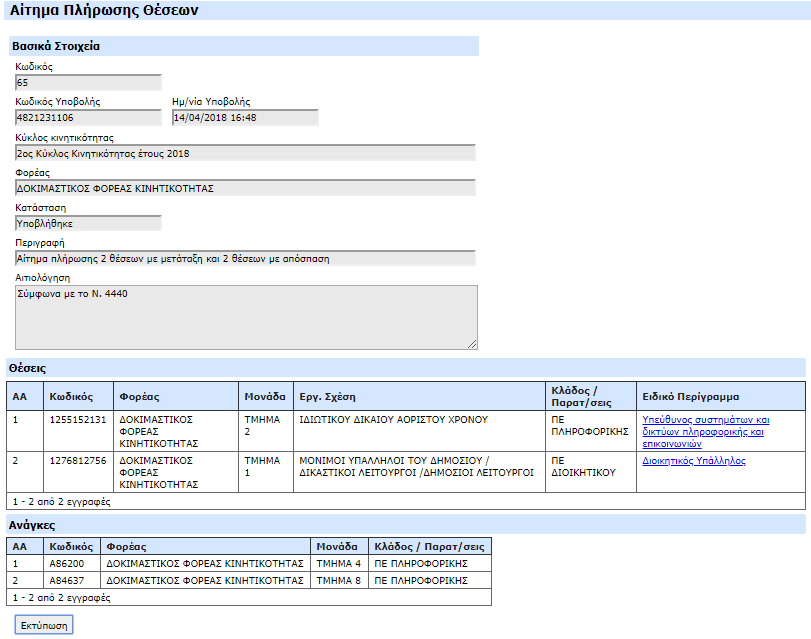 Αίτημα Πλήρωσης Θέσεων
Βασικά Στοιχεία
Κωδικός
65
Κωδικός Υποβολής Ημ/νία Υποβολής
4821231106 14/04/2018 16:48
Κύκλος κινητικότητας
2ος Κύκλος Κινητικότητας έτους 2018
Φορέας
ΔΟΚΙΜΑΣΤΙΚΟΣ ΦΟΡΕΑΣ ΚΙΝΗΤΙΚΟΤΗΤΑΣ
Κατάσταση
Υποβλήθηκε
Περιγραφή
Αίτημα πλήρωσης 2 θέσεων με μετάταξη και 2 θέσεων με απόσπαση
Αιτιολόγηση
Σύμφωνα με το Ν. 4440
Θέσεις
ΑΑ Κωδικός Φορέας Μονάδα Εργ. Σχέση Κλάδος / Παρατ/σεις Ειδικό Περίγραμμα
1 1255152131 ΔΟΚΙΜΑΣΤΙΚΟΣ ΦΟΡΕΑΣ ΚΙΝΗΤΙΚΟΤΗΤΑΣ ΤΜΗΜΑ 2 ΙΔΙΩΤΙΚΟΥ ΔΙΚΑΙΟΥ ΑΟΡΙΣΤΟΥ ΧΡΟΝΟΥ ΠΕ ΠΛΗΡΟΦΟΡΙΚΗΣ Υπεύθυνος συστημάτων και δικτύων πληροφορικής και επικοινωνιών
2 1276812756 ΔΟΚΙΜΑΣΤΙΚΟΣ ΦΟΡΕΑΣ ΚΙΝΗΤΙΚΟΤΗΤΑΣ ΤΜΗΜΑ 1 ΜΟΝΙΜΟΙ ΥΠΑΛΛΗΛΟΙ ΤΟΥ ΔΗΜΟΣΙΟΥ / ΔΙΚΑΣΤΙΚΟΙ ΛΕΙΤΟΥΡΓΟΙ /ΔΗΜΟΣΙΟΙ ΛΕΙΤΟΥΡΓΟΙ ΠΕ ΔΙΟΙΚΗΤΙΚΟΥ Διοικητικός Υπάλληλος
1 - 2 από 2 εγγραφές
Ανάγκες
ΑΑ Κωδικός Φορέας Μονάδα Κλάδος / Παρατ/σεις
1 A86200 ΔΟΚΙΜΑΣΤΙΚΟΣ ΦΟΡΕΑΣ ΚΙΝΗΤΙΚΟΤΗΤΑΣ ΤΜΗΜΑ 4 ΠΕ ΠΛΗΡΟΦΟΡΙΚΗΣ
2 A84637 ΔΟΚΙΜΑΣΤΙΚΟΣ ΦΟΡΕΑΣ ΚΙΝΗΤΙΚΟΤΗΤΑΣ ΤΜΗΜΑ 8 ΠΕ ΠΛΗΡΟΦΟΡΙΚΗΣ
1 - 2 από 2 εγγραφές
Εκτύπωση